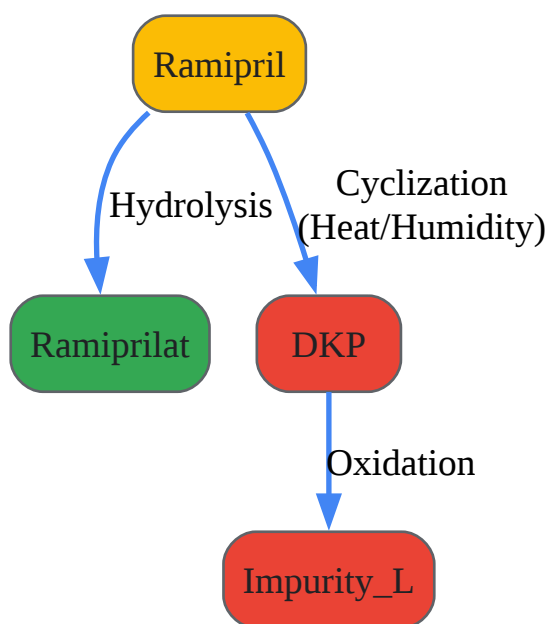 Ramipril
Hydrolysis
Cyclization
(Heat/Humidity)
Ramiprilat
DKP
Oxidation
Impurity_L